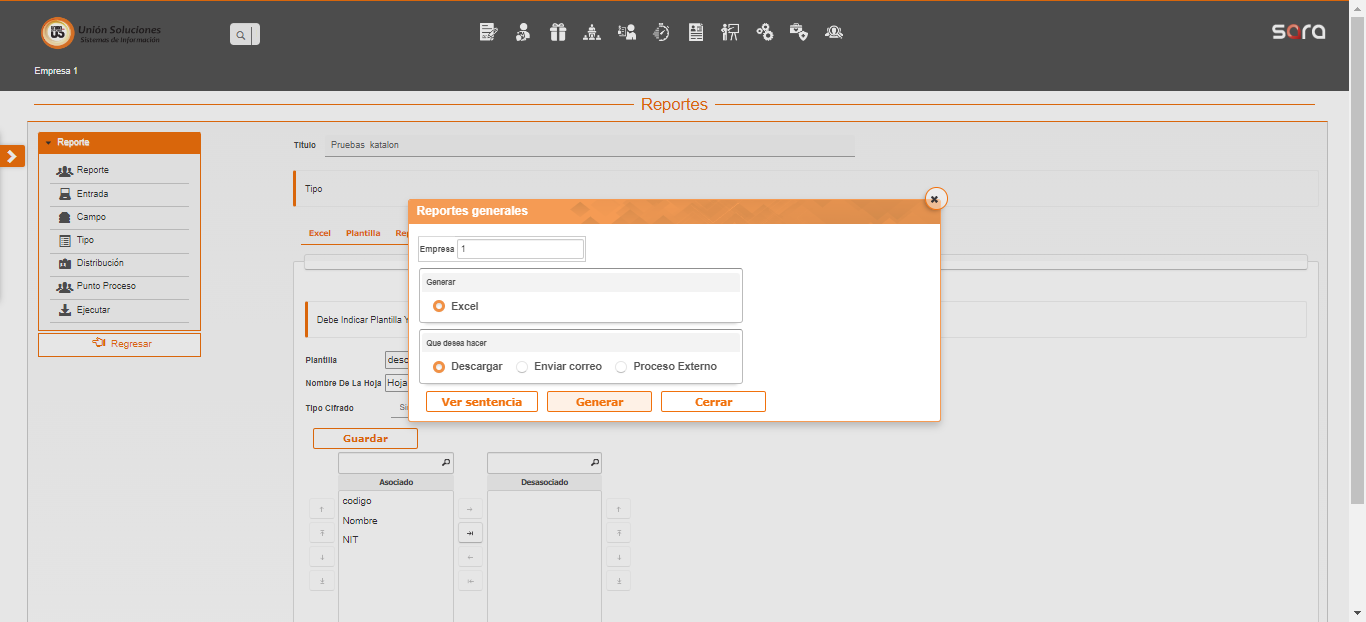 Unión Soluciones
Sistemas de Información
sora
Empresa 1
Reportes
Reporte
Reporte
Entrada
Campo
Tipo
Distribución
Punto Proceso
Ejecutar
Regresar
Titulo Pruebas katalon
Tipo
Excel Plantilla
Reportes generales
Empresa 1
Generar
Excel
Que desea hacer
Descargar Enviar correo Proceso Externo
Ver sentencia Generar Cerrar
Debe Indicar Plantilla Y
Plantilla desc
Nombre De La Hoja Hoja
Tipo Cifrado
Guardar
Asociado Desasociado
codigo
Nombre
NIT